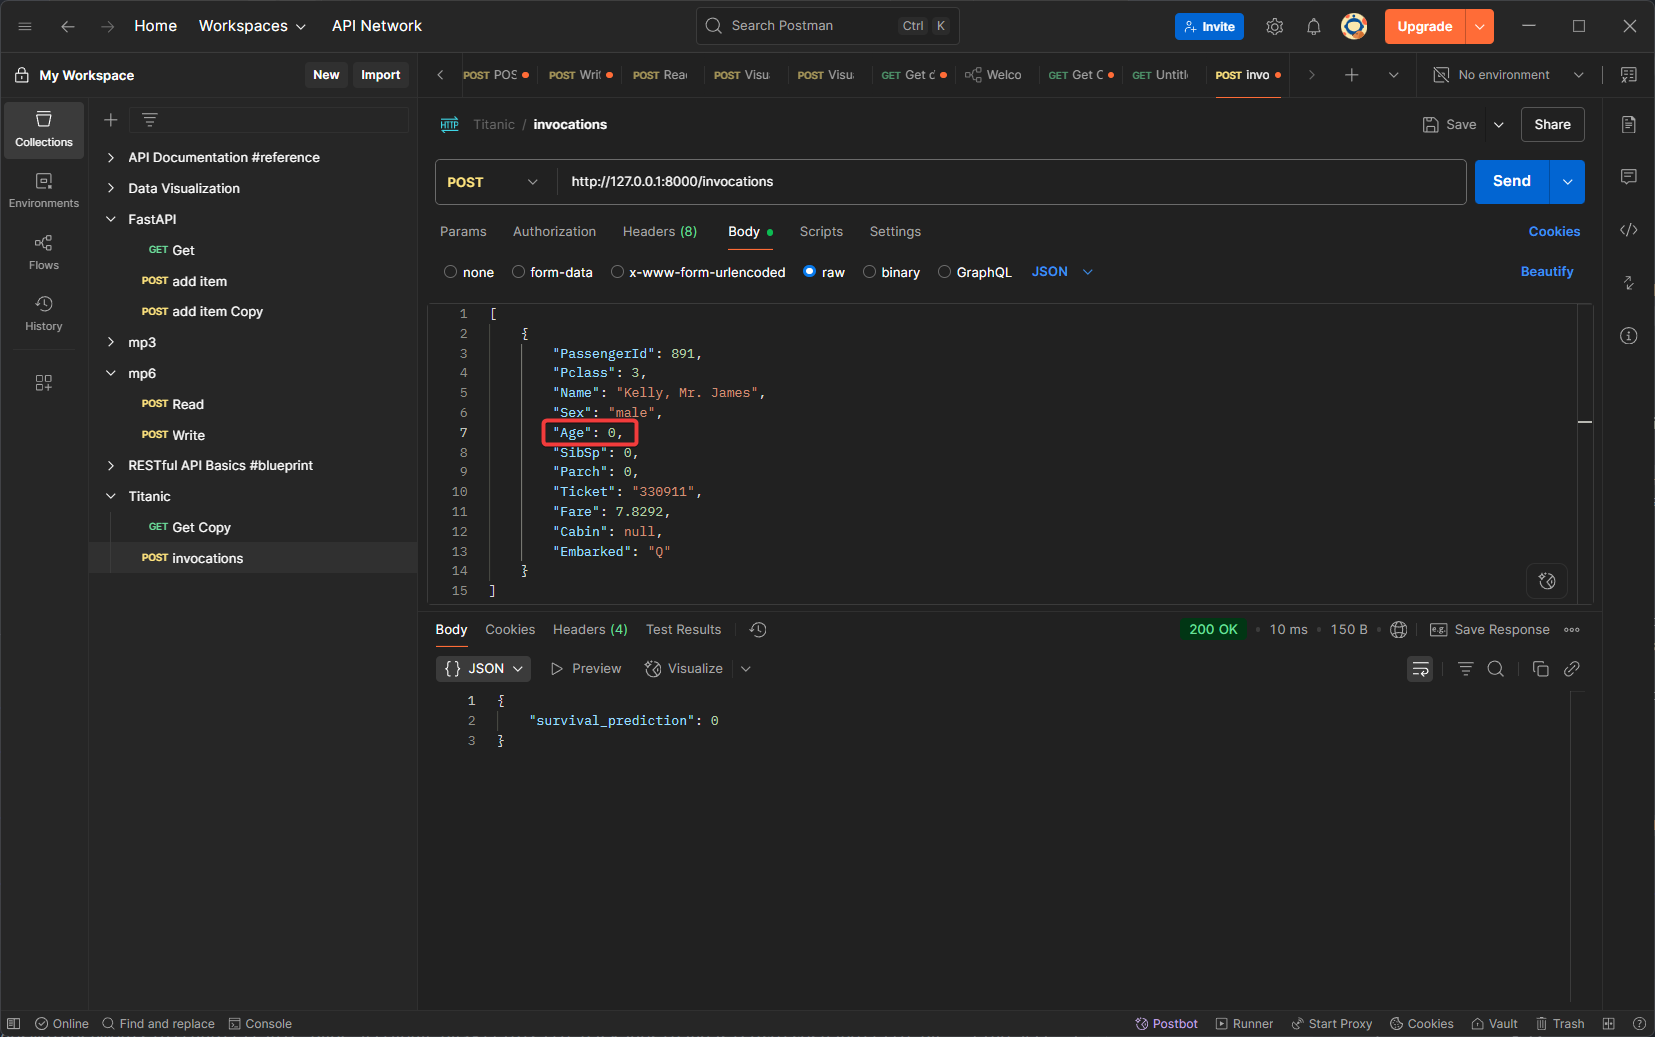 Home Workspaces API Network Search Postman Ctrl K Invite Upgrade
My Workspace New Import POST POS POST Writ POST Read POST Visu POST Visu GET Get c Welco GET Get C GET Untitl POST invo No environment
Collections
Environments
Flows
History
API Documentation #reference
Data Visualization
FastAPI
GET Get
POST add item
POST add item Copy
mp3
mp6
POST Read
POST Write
RESTful API Basics #blueprint
Titanic
GET Get Copy
POST invocations
HTTP Titanic / invocations Save Share
POST http://127.0.0.1:8000/invocations Send
Params Authorization Headers (8) Body Scripts Settings Cookies
none form-data x-www-form-urlencoded raw binary GraphQL JSON Beautify
1 [
2 {
3 "PassengerId": 891,
4 "Pclass": 3,
5 "Name": "Kelly, Mr. James",
6 "Sex": "male",
7 "Age": 0,
8 "SibSp": 0,
9 "Parch": 0,
10 "Ticket": "330911",
11 "Fare": 7.8292,
12 "Cabin": null,
13 "Embarked": "Q"
14 }
15 ]
Body Cookies Headers (4) Test Results 200 OK • 10 ms • 150 B • e.g. Save Response
{} JSON Preview Visualize
1 {
2 "survival_prediction": 0
3 }
Online Find and replace Console Postbot Runner Start Proxy Cookies Vault Trash